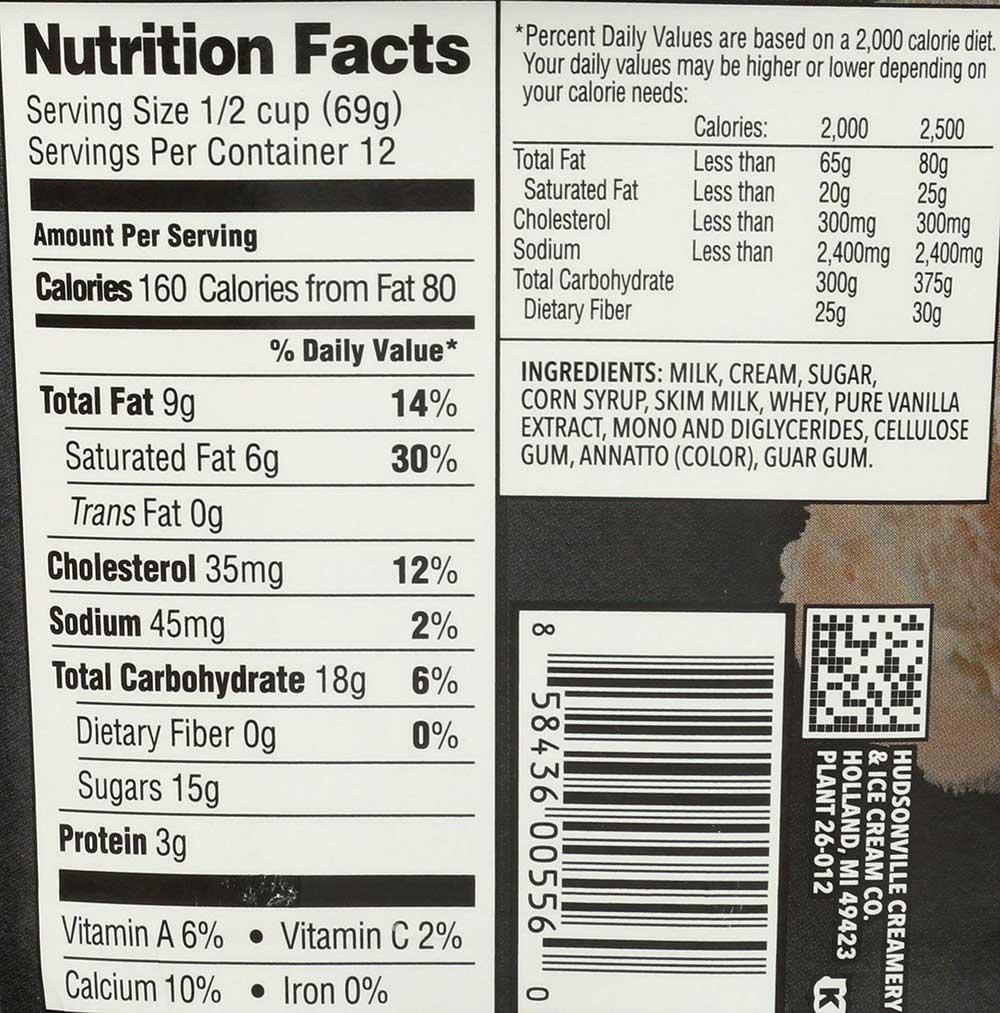 Nutrition Facts
Serving Size 1/2 cup (69g)
Servings Per Container 12
Amount Per Serving
Calories 160 Calories from Fat 80
% Daily Value*
Total Fat 9g 14%
Saturated Fat 6g 30%
Trans Fat 0g
Cholesterol 35mg 12%
Sodium 45mg 2%
Total Carbohydrate 18g 6%
Dietary Fiber 0g 0%
Sugars 15g
Protein 3g
Vitamin A 6% • Vitamin C 2%
Calcium 10% • Iron 0%
*Percent Daily Values are based on a 2,000 calorie diet.
Your daily values may be higher or lower depending on
your calorie needs:
Calories: 2,000 2,500
Total Fat Less than 65g 80g
Saturated Fat Less than 20g 25g
Cholesterol Less than 300mg 300mg
Sodium Less than 2,400mg 2,400mg
Total Carbohydrate 300g 375g
Dietary Fiber 25g 30g
INGREDIENTS: MILK, CREAM, SUGAR,
CORN SYRUP, SKIM MILK, WHEY, PURE VANILLA
EXTRACT, MONO AND DIGLYCERIDES, CELLULOSE
GUM, ANNATTO (COLOR), GUAR GUM.
8 58436 00556 0
HUDSONVILLE CREAMERY
& ICE CREAM CO.
HOLLAND, MI 49423
PLANT 26-012
K